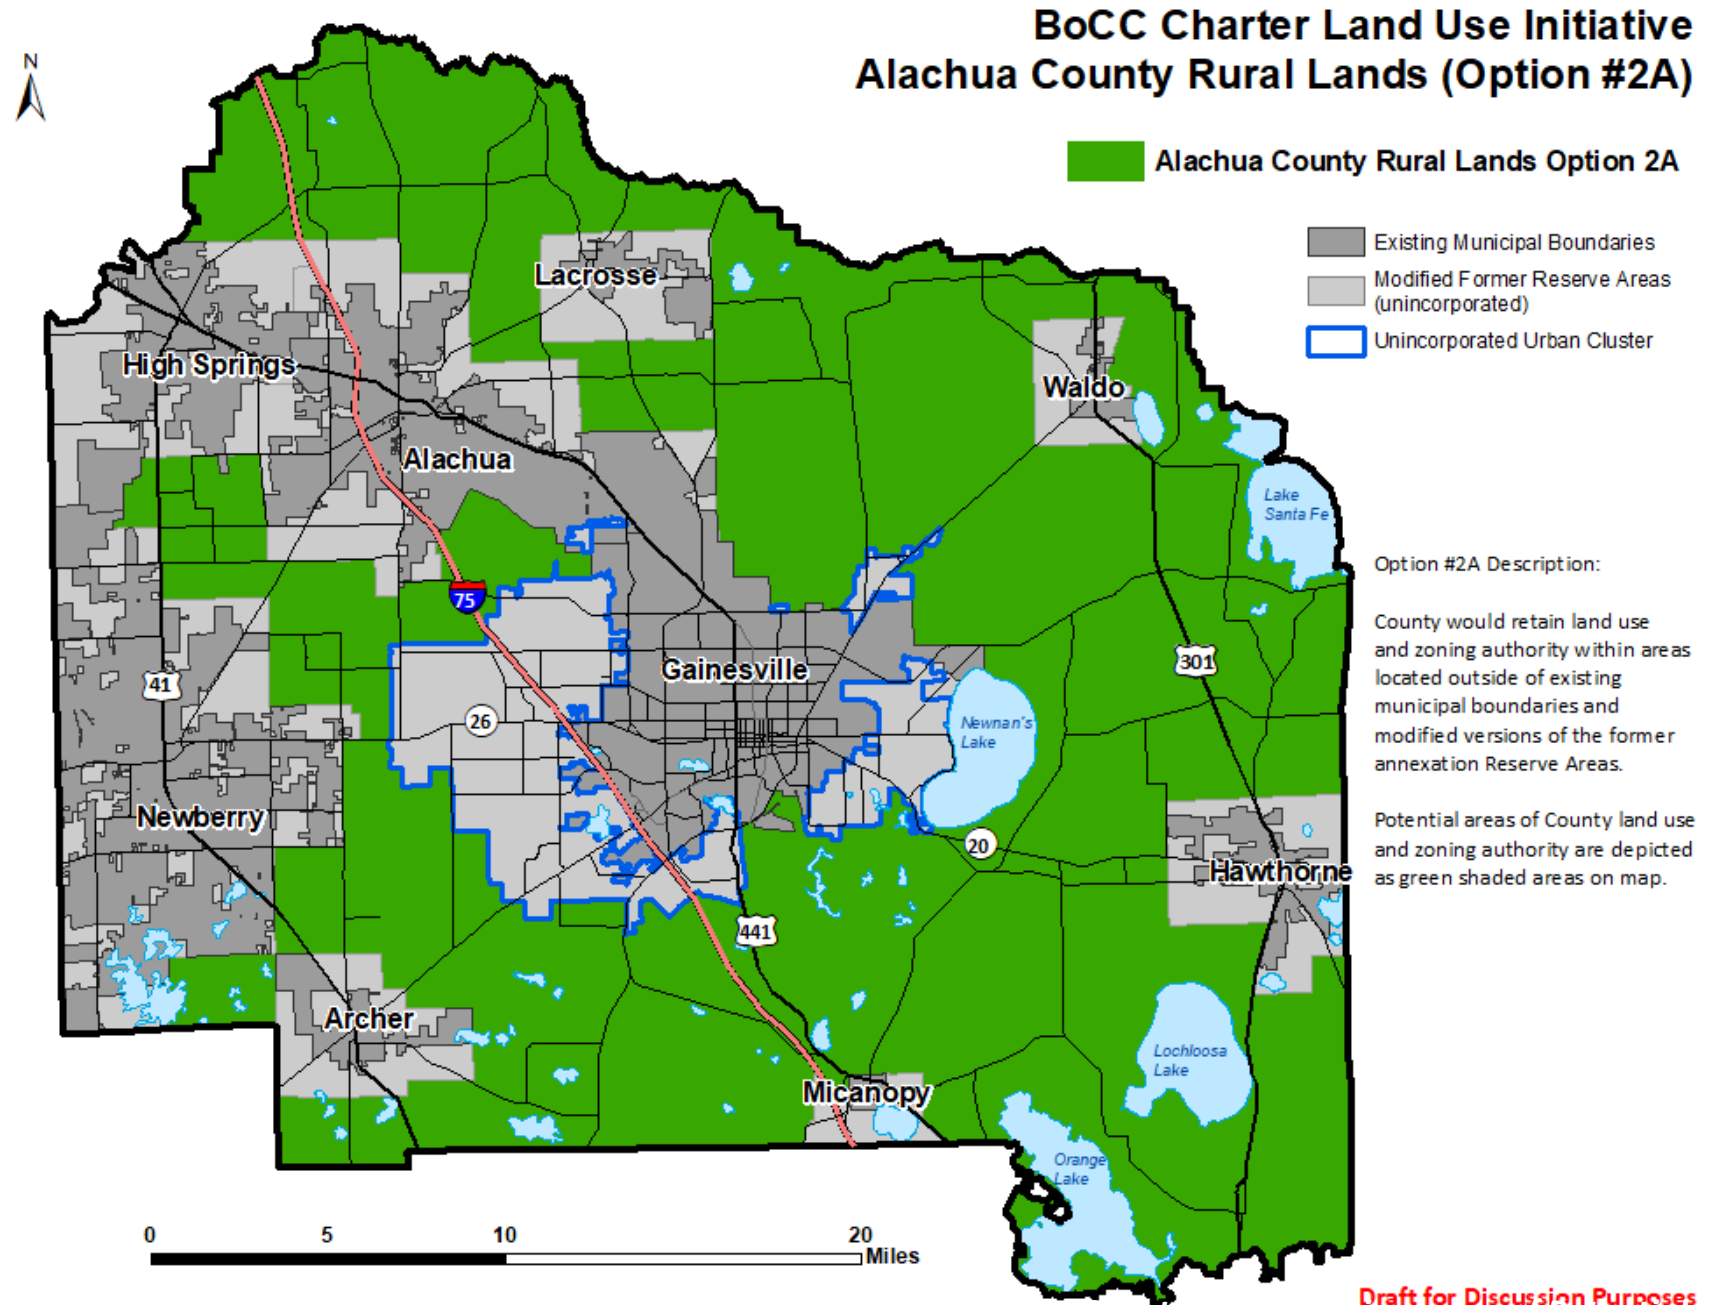 BoCC Charter Land Use Initiative
Alachua County Rural Lands (Option #2A)
N
Alachua County Rural Lands Option 2A
Existing Municipal Boundaries
Modified Former Reserve Areas
(unincorporated)
Unincorporated Urban Cluster
Lacrosse
High Springs
Waldo
Alachua
Lake
Santa Fe
75
Gainesville
301
41
26
Newnan's
Lake
Newberry
20
Hawthorne
441
Archer
Lochloosa
Lake
Micanopy
Orange
Lake
Option #2A Description:
County would retain land use
and zoning authority within areas
located outside of existing
municipal boundaries and
modified versions of the former
annexation Reserve Areas.
Potential areas of County land use
and zoning authority are depicted
as green shaded areas on map.
0 5 10 20
Miles
Draft for Discussion Purposes